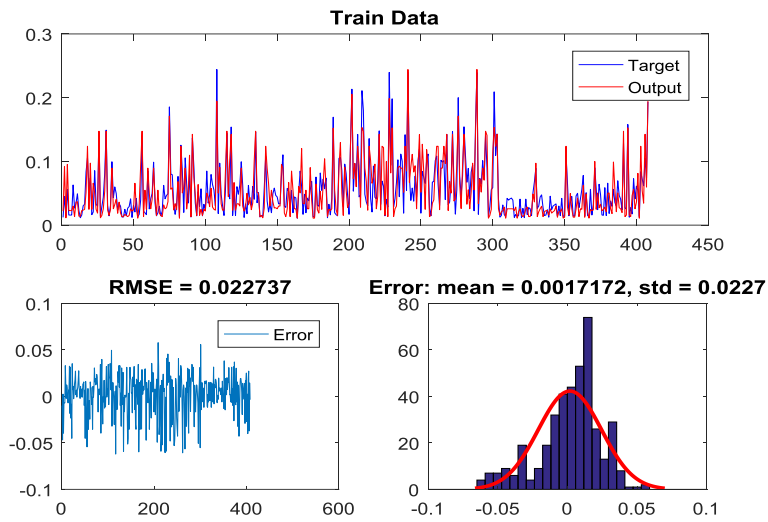 Train Data
0.3
0.2
0.1
0
Target
Output
0 50 100 150 200 250 300 350 400 450
RMSE = 0.022737
0.1
0.05
0
-0.05
-0.1
Error
0 200 400 600
Error: mean = 0.0017172, std = 0.0227
80
60
40
20
0
-0.1 -0.05 0 0.05 0.1